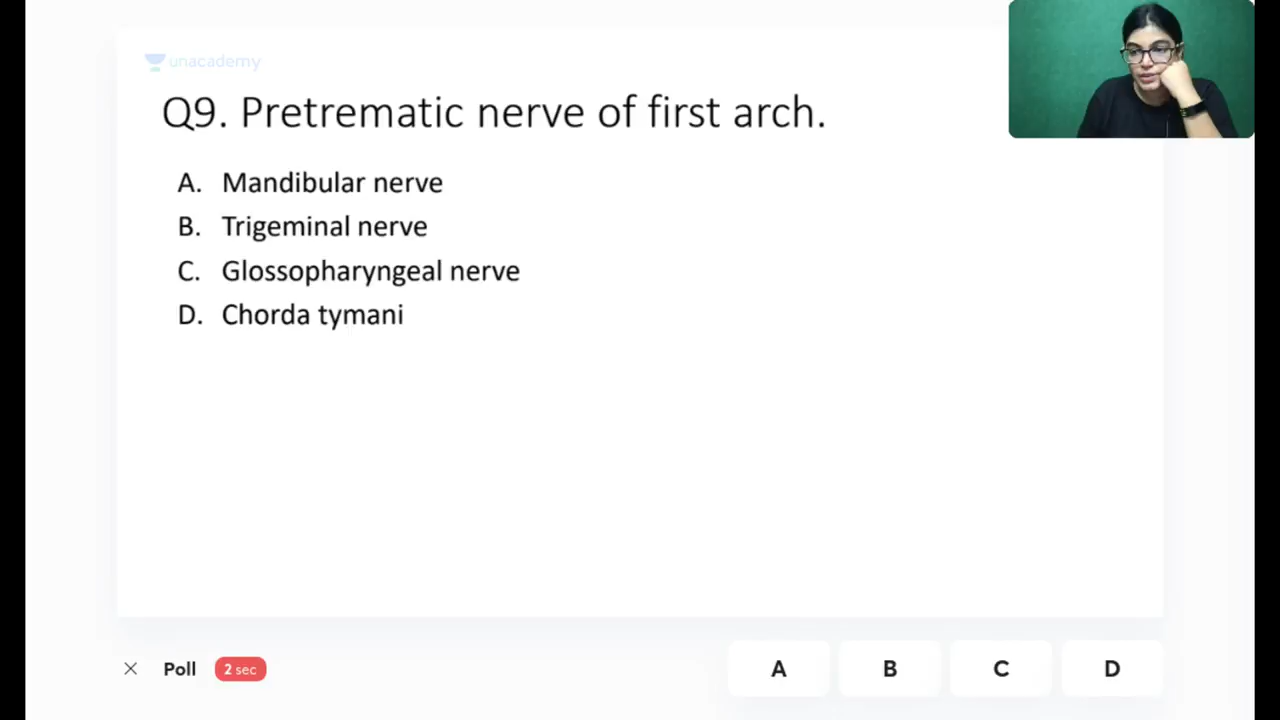 unacademy
Q9. Pretrematic nerve of first arch.
A. Mandibular nerve
B. Trigeminal nerve
C. Glossopharyngeal nerve
D. Chorda tymani
Poll 2 sec A B C D